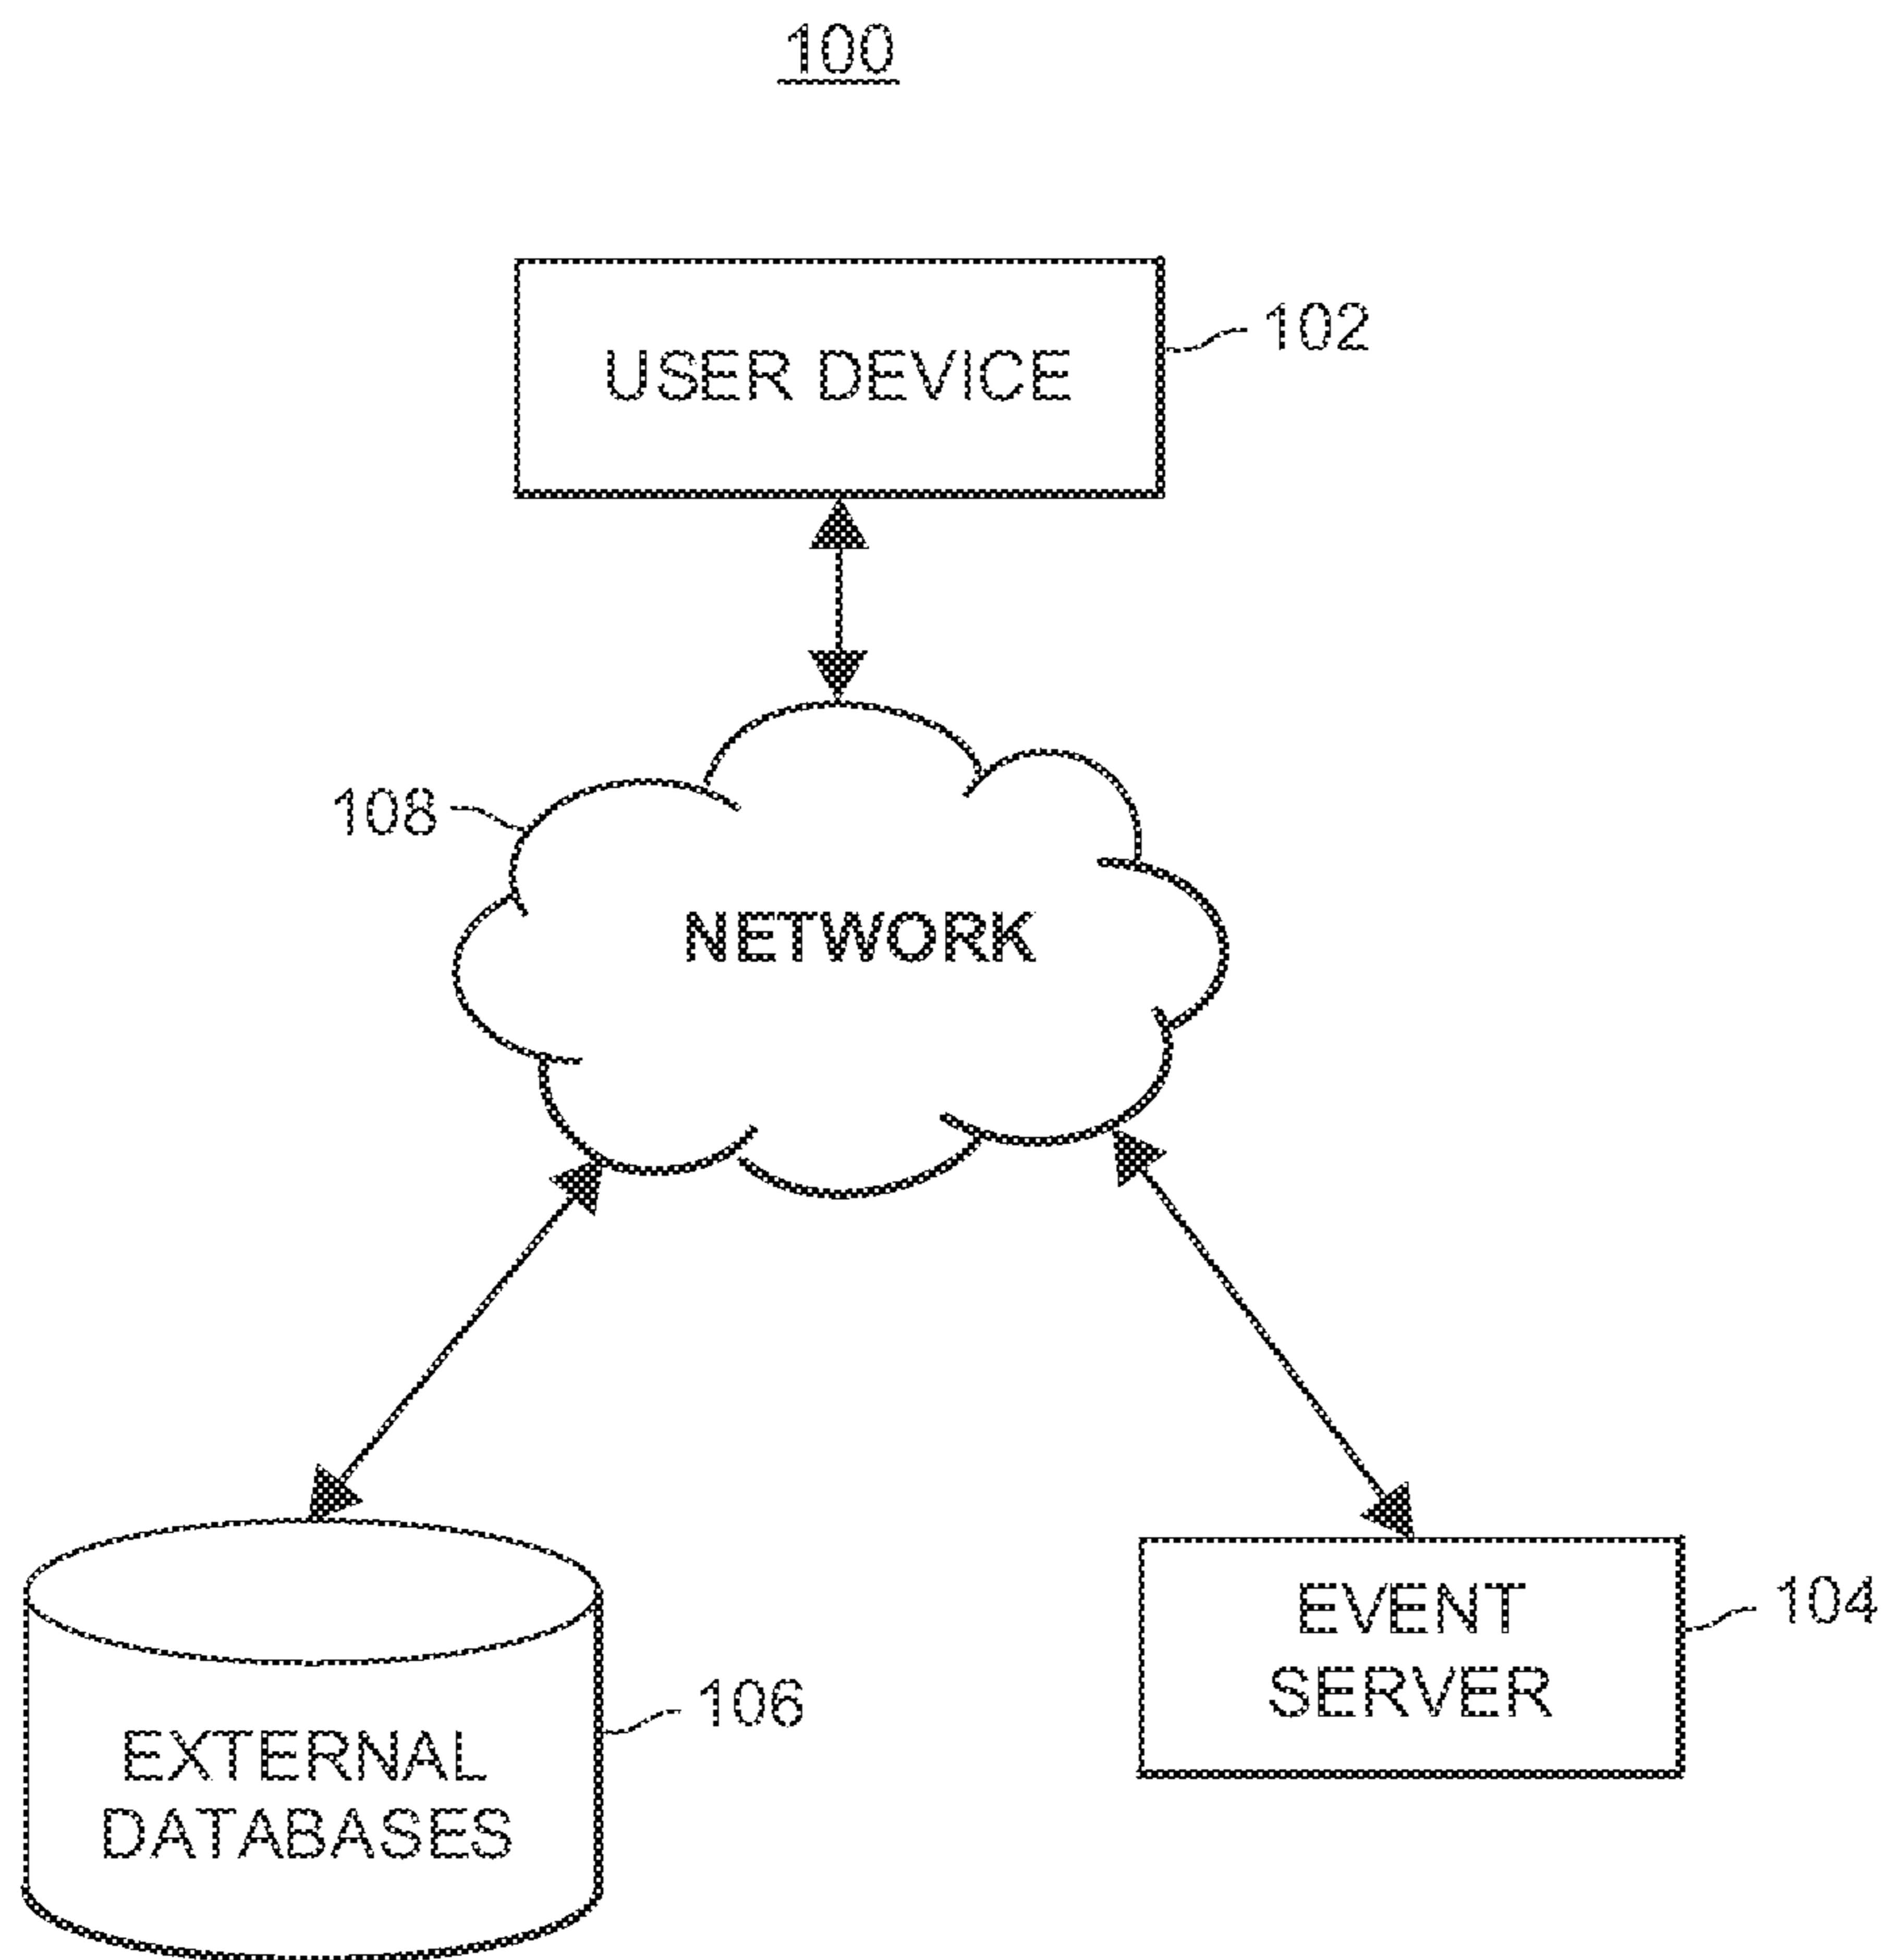 100
USER DEVICE
102
108
NETWORK
EVENT
SERVER
104
106
EXTERNAL
DATABASES